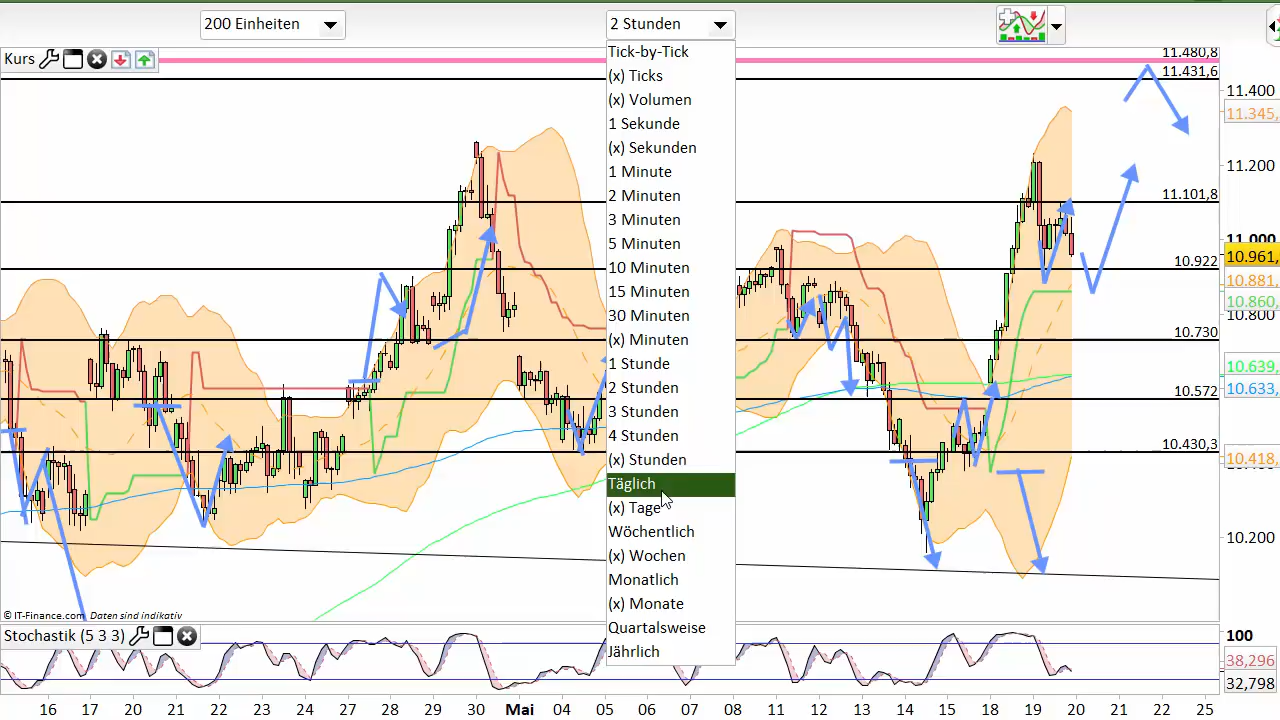 200 Einheiten
2 Stunden
Kurs
Tick-by-Tick
(x) Ticks
(x) Volumen
1 Sekunde
(x) Sekunden
1 Minute
2 Minuten
3 Minuten
5 Minuten
10 Minuten
15 Minuten
30 Minuten
(x) Minuten
1 Stunde
2 Stunden
3 Stunden
4 Stunden
(x) Stunden
Täglich
(x) Tage
Wöchentlich
(x) Wochen
Monatlich
(x) Monate
Quartalsweise
Jährlich
11.480,8
11.431,6
11.101,8
10.922
10.730
10.572
10.430,3
11.400
11.345,
11.200
11.000
10.961,
10.881,
10.860,
10.800
10.639,
10.633,
10.418,
10.200
© IT-Finance.com Daten sind indikativ
Stochastik (5 3 3)
100
38,296
32,798
16 17 20 21 22 23 24 27 28 29 30 Mai 04 05 06 07 08 11 12 13 14 15 18 19 20 22 25